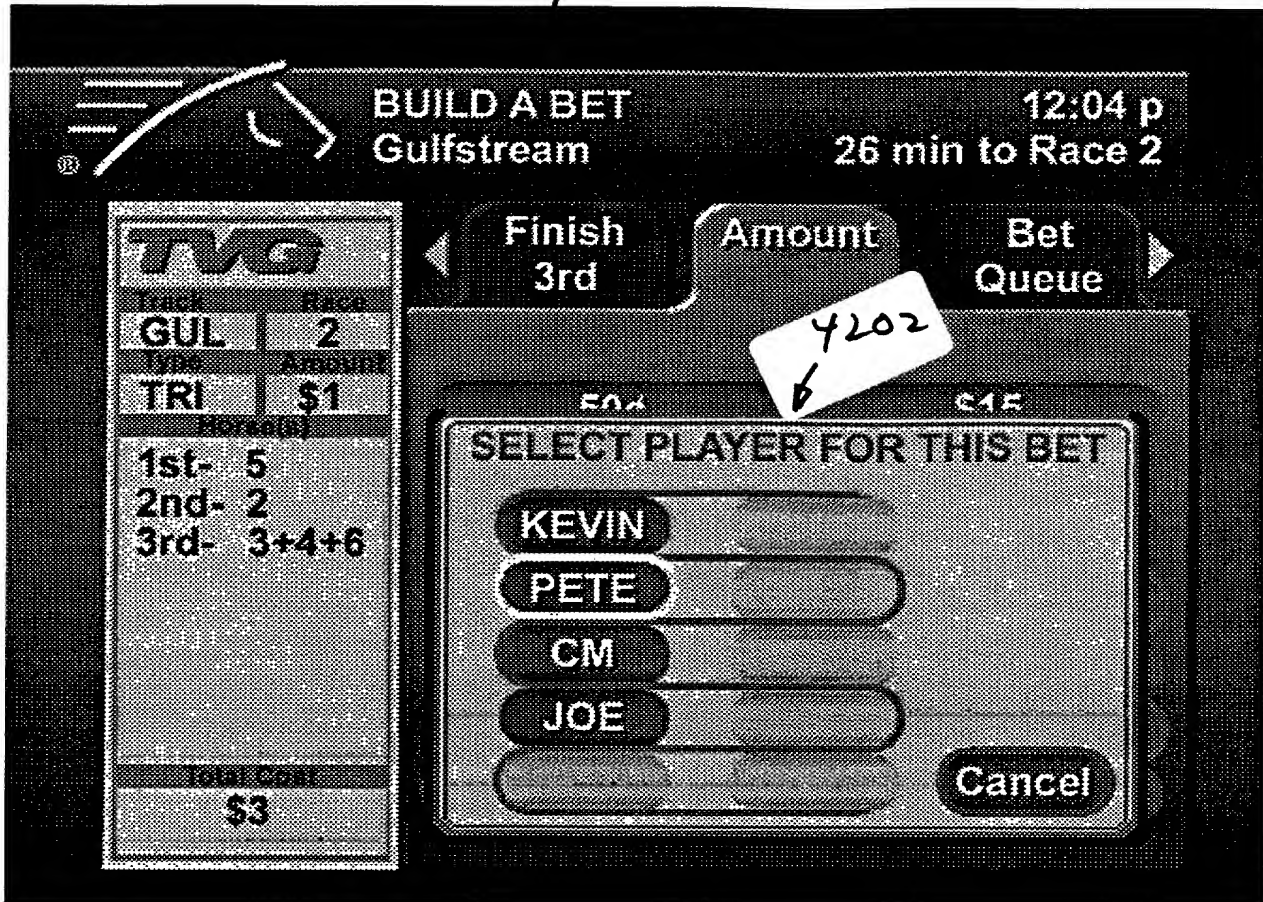 BUILD A BET
12:04 p
Gulfstream
26 min to Race 2
®
TVG
Finish
3rd
Amount
Bet
Queue
Track Race
GUL 2
Type Amount
TRI $1
Horse(s)
1st- 5
2nd- 2
3rd- 3+4+6
Total Cost
$3
4202
50¢ $15
SELECT PLAYER FOR THIS BET
KEVIN
PETE
CM
JOE
Cancel